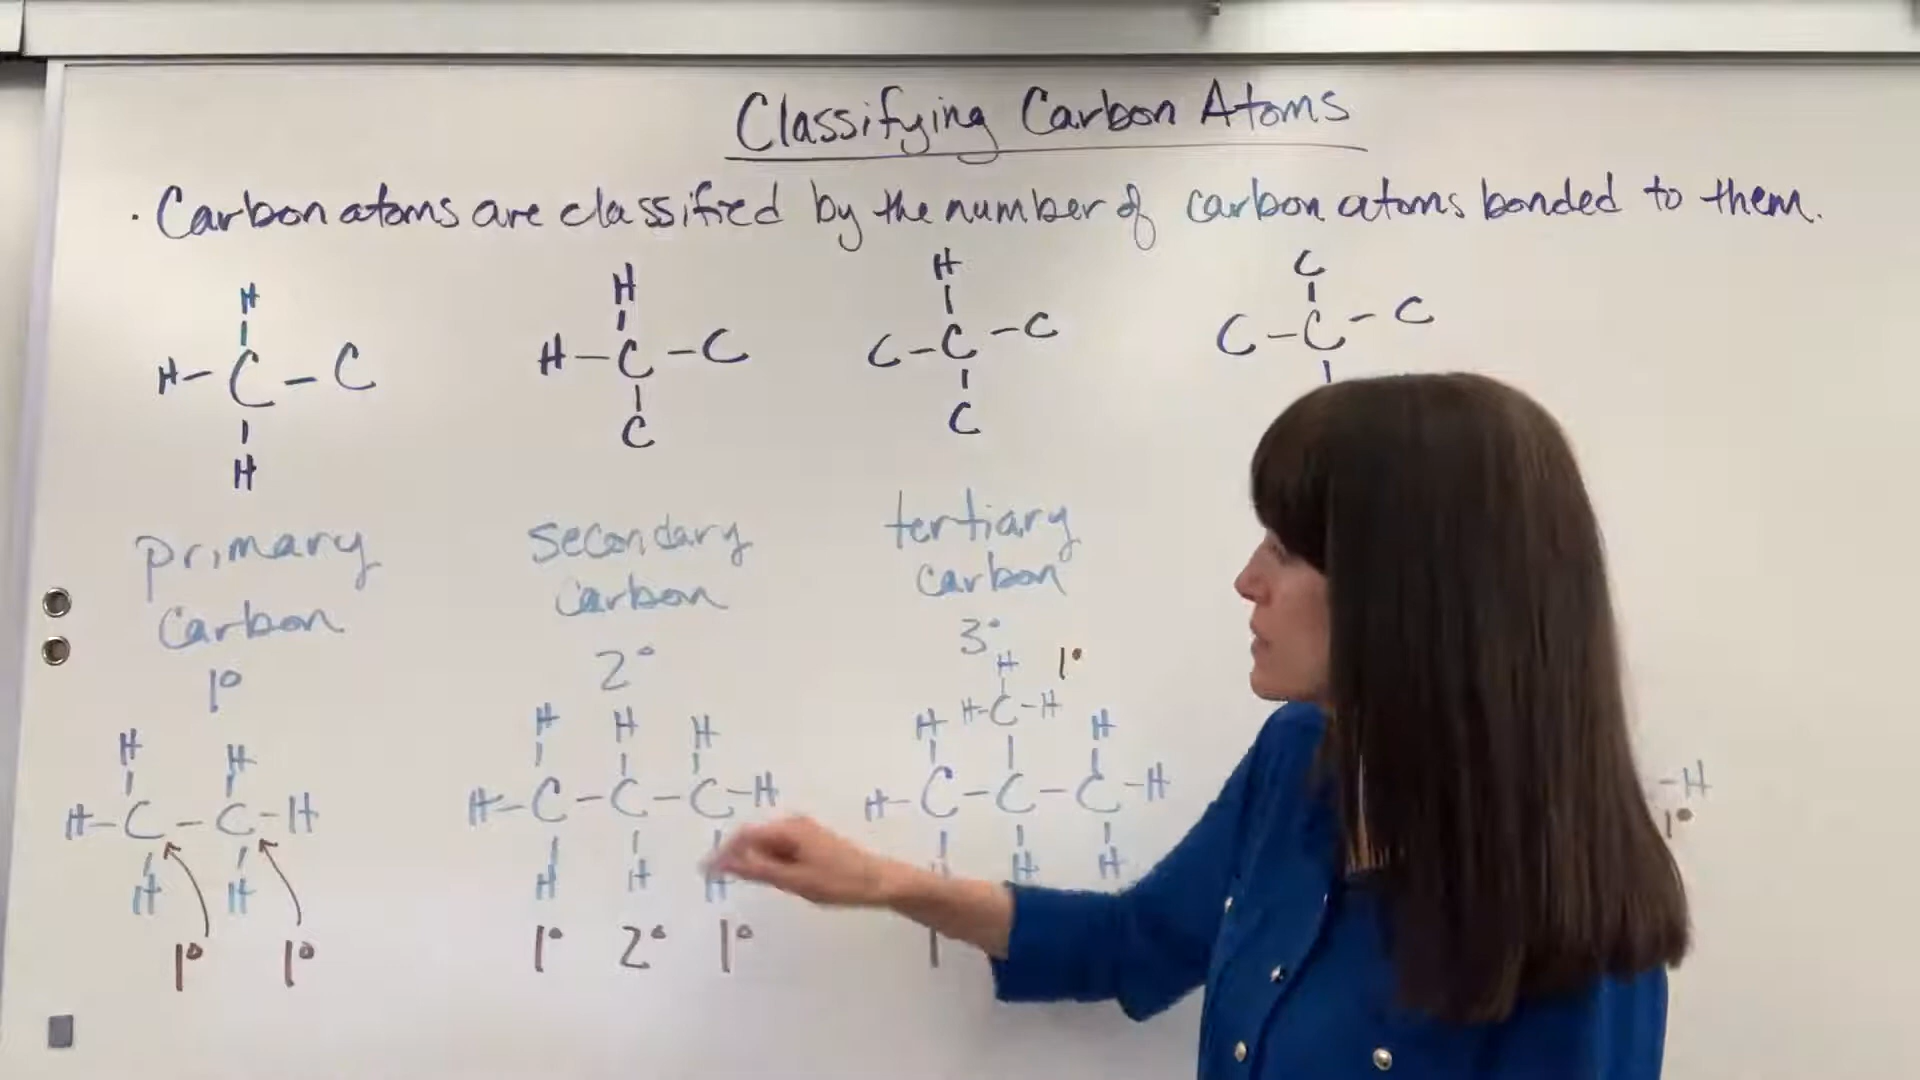 Classifying Carbon Atoms
· Carbon atoms are classified by the number of carbon atoms bonded to them.
H H H C
H-C-C H-C-C C-C-C C-C-C
H C C
primary carbon
1°
secondary carbon
2°
tertiary carbon
3°
H 1°
H-C-H
H H H H H H H
H-C-C-H H-C-C-C-H H-C-C-C-H -H
1°
H H H H H H H
1° 1° 1° 2° 1°